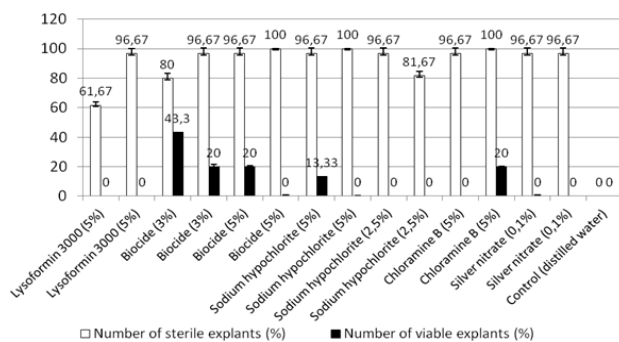 120
100
80
60
40
20
0
61,67
0
96,67
0
80
43,3
96,67
20
96,67
20
100
0
96,67
13,33
100
0
96,67
0
81,67
0
96,67
0
100
20
96,67
0
96,67
0
0 0
Lysoformin 3000 (5%)
Lysoformin 3000 (5%)
Biocide (3%)
Biocide (3%)
Biocide (5%)
Biocide (5%)
Sodium hypochlorite (5%)
Sodium hypochlorite (5%)
Sodium hypochlorite (2,5%)
Sodium hypochlorite (2,5%)
Chloramine B (5%)
Chloramine B (5%)
Silver nitrate (0,1%)
Silver nitrate (0,1%)
Control (distilled water)
Number of sterile explants (%)
Number of viable explants (%)